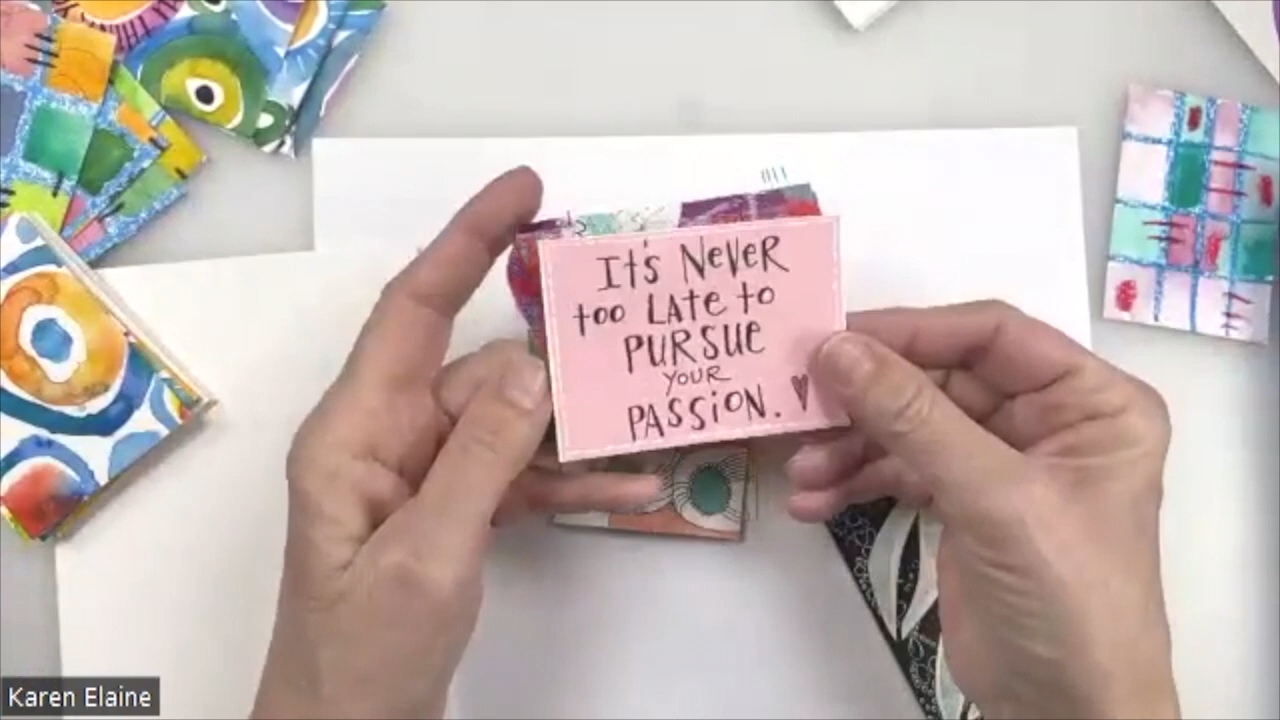 It's Never
too Late to
PURSUE
YOUR
PASSiON.
Karen Elaine